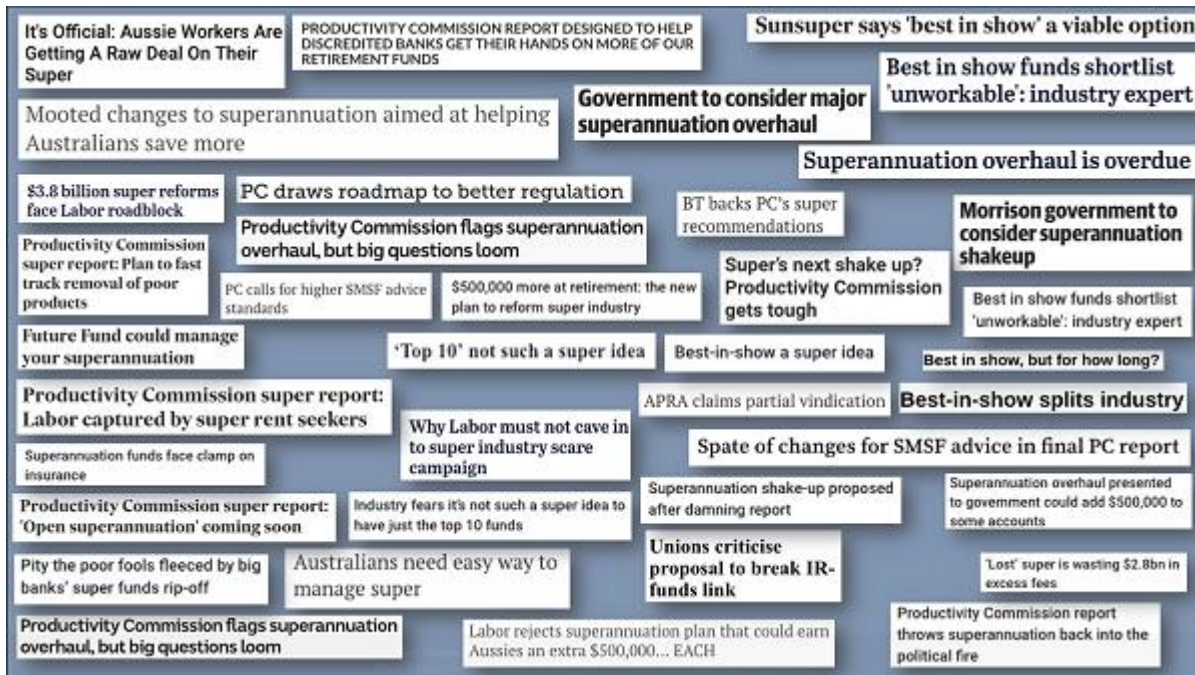 It's Official: Aussie Workers Are
Getting A Raw Deal On Their
Super
PRODUCTIVITY COMMISSION REPORT DESIGNED TO HELP
DISCREDITED BANKS GET THEIR HANDS ON MORE OF OUR
RETIREMENT FUNDS
Sunsuper says 'best in show' a viable option
Best in show funds shortlist
'unworkable': industry expert
Mooted changes to superannuation aimed at helping
Australians save more
Government to consider major
superannuation overhaul
Superannuation overhaul is overdue
$3.8 billion super reforms
face Labor roadblock
PC draws roadmap to better regulation
BT backs PC's super
recommendations
Morrison government to
consider superannuation
shakeup
Productivity Commission flags superannuation
overhaul, but big questions loom
Productivity Commission
super report: Plan to fast
track removal of poor
products
PC calls for higher SMSF advice
standards
$500,000 more at retirement: the new
plan to reform super industry
Super's next shake up?
Productivity Commission
gets tough
Best in show funds shortlist
'unworkable': industry expert
Future Fund could manage
your superannuation
'Top 10' not such a super idea
Best-in-show a super idea
Best in show, but for how long?
Productivity Commission super report:
Labor captured by super rent seekers
APRA claims partial vindication
Best-in-show splits industry
Why Labor must not cave in
to super industry scare
campaign
Spate of changes for SMSF advice in final PC report
Superannuation funds face clamp on
insurance
Superannuation shake-up proposed
after damning report
Superannuation overhaul presented
to government could add $500,000 to
some accounts
Productivity Commission super report:
'Open superannuation' coming soon
Industry fears it's not such a super idea to
have just the top 10 funds
Unions criticise
proposal to break IR-
funds link
Pity the poor fools fleeced by big
banks' super funds rip-off
Australians need easy way to
manage super
'Lost' super is wasting $2.8bn in
excess fees
Productivity Commission flags superannuation
overhaul, but big questions loom
Labor rejects superannuation plan that could earn
Aussies an extra $500,000... EACH
Productivity Commission report
throws superannuation back into the
political fire